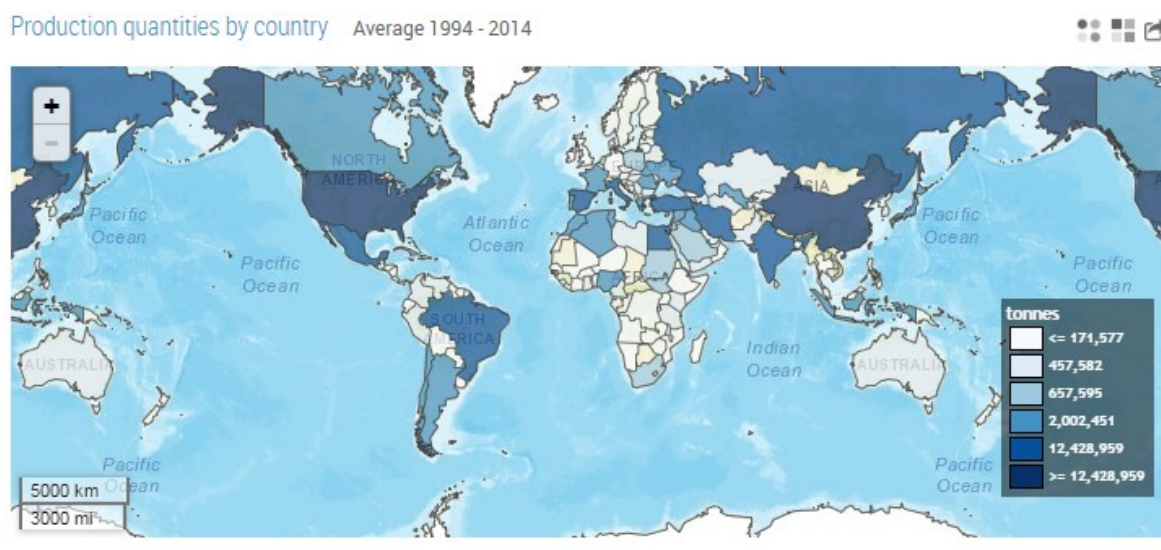 Production quantities by country Average 1994 - 2014
+
−
NORTH
AMERICA
ASIA
Pacific
Ocean
Pacific
Ocean
Atlantic
Ocean
AFRICA
Pacific
Ocean
Pacific
Ocean
SOUTH
AMERICA
AUSTRALIA
Indian
Ocean
AUSTRALIA
Pacific
Ocean
Pacific
Ocean
tonnes
<= 171,577
457,582
657,595
2,002,451
12,428,959
>= 12,428,959
5000 km
3000 mi